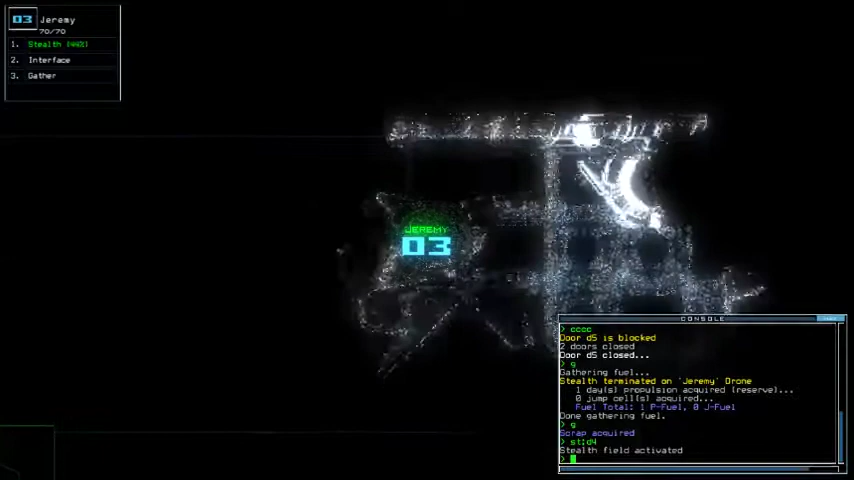 03 Jeremy
70/70
1. Stealth (44%)
2. Interface
3. Gather
JEREMY
03
CONSOLE
> cccc
Door d5 is blocked
2 doors closed
Door d5 closed...
> g
Gathering fuel...
Stealth terminated on 'Jeremy' Drone
1 day(s) propulsion acquired (reserve)...
0 jump cell(s) acquired...
Fuel Total: 1 P-Fuel, 0 J-Fuel
Done gathering fuel.
> g
Scrap acquired
> st;d4
Stealth field activated
>